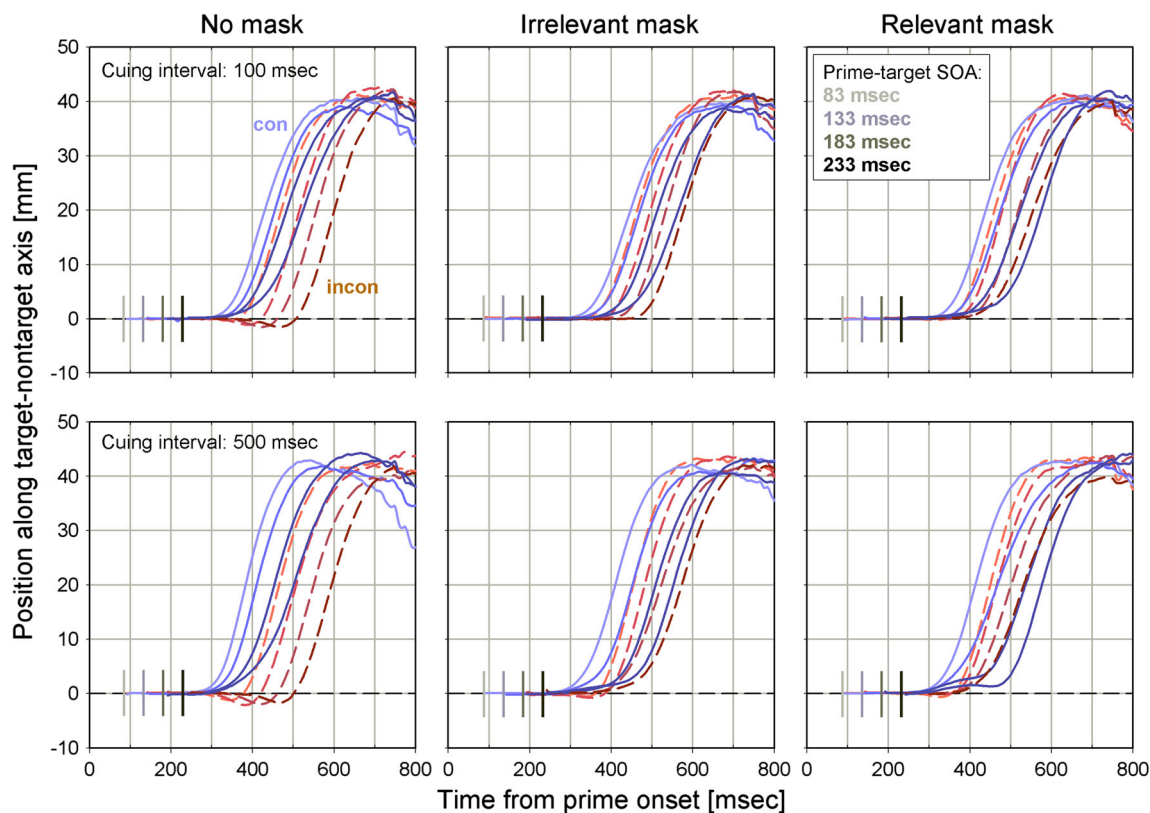 No mask
Irrelevant mask
Relevant mask
50
40
30
20
10
0
-10
Cuing interval: 100 msec
con
incon
Prime-target SOA:
83 msec
133 msec
183 msec
233 msec
Position along target-nontarget axis [mm]
50
40
30
20
10
0
-10
Cuing interval: 500 msec
0 200 400 600 800
0 200 400 600 800
0 200 400 600 800
Time from prime onset [msec]